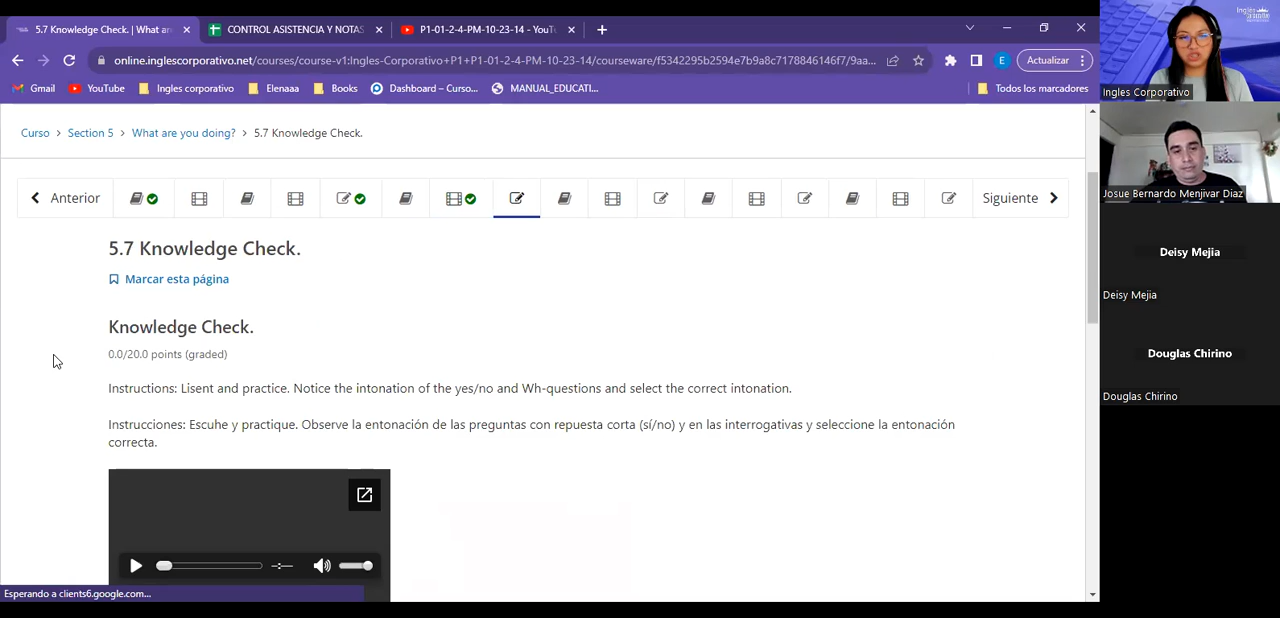 5.7 Knowledge Check. | What are
CONTROL ASISTENCIA Y NOTAS
P1-01-2-4-PM-10-23-14 - YouTu
online.inglescorporativo.net/courses/course-v1:Ingles-Corporativo+P1+P1-01-2-4-PM-10-23-14/courseware/f5342295b2594e7b9a8c7178846146f7/9aa...
E
Actualizar
Gmail
YouTube
Ingles corporativo
Elenaaa
Books
Dashboard – Curso...
MANUAL_EDUCATI...
Todos los marcadores
Curso > Section 5 > What are you doing? > 5.7 Knowledge Check.
Anterior
Siguiente
5.7 Knowledge Check.
Marcar esta página
Knowledge Check.
0.0/20.0 points (graded)
Instructions: Lisent and practice. Notice the intonation of the yes/no and Wh-questions and select the correct intonation.
Instrucciones: Escuhe y practique. Observe la entonación de las preguntas con repuesta corta (sí/no) y en las interrogativas y seleccione la entonación
correcta.
-:-
Esperando a clients6.google.com...
Ingles Corporativo
Josue Bernardo Menjivar Diaz
Deisy Mejia
Deisy Mejia
Douglas Chirino
Douglas Chirino